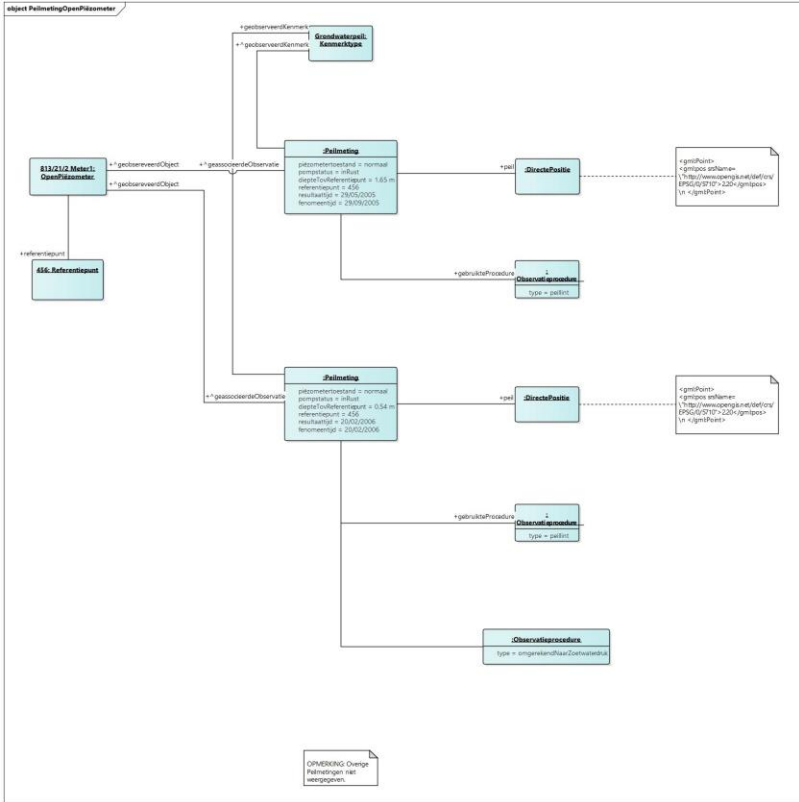 object PeilmetingOpenPiëzometer
+geobserveerdKenmerk
+^geobserveerdKenmerk
Grondwaterpeil:
Kenmerktype
813/21/2 Meter1:
OpenPiëzometer
+^geobsereveerdObject
+^geobsereveerdObject
+^geassocieerdeObservatie
:Peilmeting
piëzometertoestand = normaal
pompstatus = inRust
diepteTovReferentiepunt = 1.65 m
referentiepunt = 456
resultaattijd = 29/05/2005
fenomeentijd = 29/09/2005
+peil
:DirectePositie
<gml:Point>
<gml:pos srsName=
\"http://www.opengis.net/def/crs/
EPSG/0/5710">2.20</gml:pos>
\n </gml:Point>
+referentiepunt
456: Referentiepunt
+gebruikteProcedure
:
Observatieprocedure
type = peillint
+^geassocieerdeObservatie
:Peilmeting
piëzometertoestand = normaal
pompstatus = inRust
diepteTovReferentiepunt = 0.54 m
referentiepunt = 456
resultaattijd = 20/02/2006
fenomeentijd = 20/02/2006
+peil
:DirectePositie
<gml:Point>
<gml:pos srsName=
\"http://www.opengis.net/def/crs/
EPSG/0/5710">2.20</gml:pos>
\n </gml:Point>
+gebruikteProcedure
:
Observatieprocedure
type = peillint
:Observatieprocedure
type = omgerekendNaarZoetwaterdruk
OPMERKING: Overige
Peilmetingen niet
weergegeven.